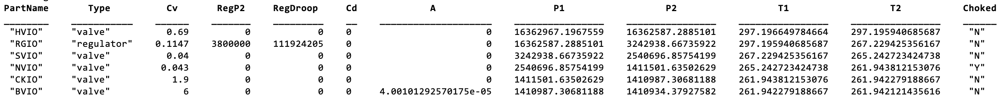 PartName Type Cv RegP2 RegDroop Cd A P1 P2 T1 T2 Choked
"HVIO" "valve" 0.69 0 0 0 0 16362967.1967559 16362587.2885101 297.196649784664 297.195940685687 "N"
"RGIO" "regulator" 0.1147 3800000 111924205 0 0 16362587.2885101 3242938.66735922 297.195940685687 267.229425356167 "N"
"SVIO" "valve" 0.04 0 0 0 0 3242938.66735922 2540696.85754199 267.229425356167 265.242723424738 "N"
"NVIO" "valve" 0.043 0 0 0 0 2540696.85754199 1411501.63502629 265.242723424738 261.943812153076 "Y"
"CKIO" "valve" 1.9 0 0 0 0 1411501.63502629 1410987.30681188 261.943812153076 261.942279188667 "N"
"BVIO" "valve" 6 0 0 0 4.00101292570175e-05 1410987.30681188 1410934.37927582 261.942279188667 261.942121435616 "N"